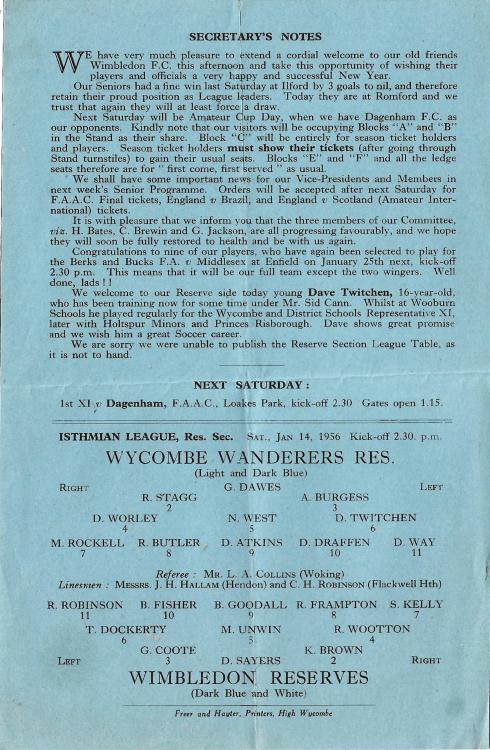 SECRETARY'S NOTES
WE have very much pleasure to extend a cordial welcome to our old friends
Wimbledon F.C. this afternoon and take this opportunity of wishing their
players and officials a very happy and successful New Year.
Our Seniors had a fine win last Saturday at Ilford by 3 goals to nil, and therefore
retain their proud position as League leaders. Today they are at Romford and we
trust that again they will at least force a draw.
Next Saturday will be Amateur Cup Day, when we have Dagenham F.C. as
our opponents. Kindly note that our visitors will be occupying Blocks "A" and "B"
in the Stand as their share. Block "C" will be entirely for season ticket holders
and players. Season ticket holders must show their tickets (after going through
Stand turnstiles) to gain their usual seats. Blocks "E" and "F" and all the ledge
seats therefore are for "first come, first served" as usual.
We shall have some important news for our Vice-Presidents and Members in
next week's Senior Programme. Orders will be accepted after next Saturday for
F.A.A.C. Final tickets, England v Brazil, and England v Scotland (Amateur Inter-
national) tickets.
It is with pleasure that we inform you that the three members of our Committee,
viz. H. Bates, C. Brewin and G. Jackson, are all progressing favourably, and we hope
they will soon be fully restored to health and be with us again.
Congratulations to nine of our players, who have again been selected to play for
the Berks and Bucks F.A. v Middlesex at Enfield on January 25th next, kick-off
2.30 p.m. This means that it will be our full team except the two wingers. Well
done, lads ! !
We welcome to our Reserve side today young Dave Twitchen, 16-year-old,
who has been training now for some time under Mr. Sid Cann. Whilst at Wooburn
Schools he played regularly for the Wycombe and District Schools Representative XI,
later with Holtspur Minors and Princes Risborough. Dave shows great promise
and we wish him a great Soccer career.
We are sorry we were unable to publish the Reserve Section League Table, as
it is not to hand.
NEXT SATURDAY :
1st XI v Dagenham, F.A.A.C., Loakes Park, kick-off 2.30 Gates open 1.15.
ISTHMIAN LEAGUE, Res. Sec. SAT., JAN 14, 1956 Kick-off 2.30. p.m.
WYCOMBE WANDERERS RES.
(Light and Dark Blue)
RIGHT G. DAWES LEFT
R. STAGG A. BURGESS
2 3
D. WORLEY N. WEST D. TWITCHEN
4 5 6
M. ROCKELL R. BUTLER D. ATKINS D. DRAFFEN D. WAY
7 8 9 10 11
Referee : MR. L. A. COLLINS (Woking)
Linesmen : MESSRS. J. H. HALLAM (Hendon) and C. H. ROBINSON (Flackwell Hth)
R. ROBINSON B. FISHER B. GOODALL R. FRAMPTON S. KELLY
11 10 9 8 7
T. DOCKERTY M. UNWIN R. WOOTTON
6 5 4
G. COOTE K. BROWN
LEFT 3 D. SAYERS 2 RIGHT
WIMBLEDON RESERVES
(Dark Blue and White)
Freer and Hayter, Printers, High Wycombe